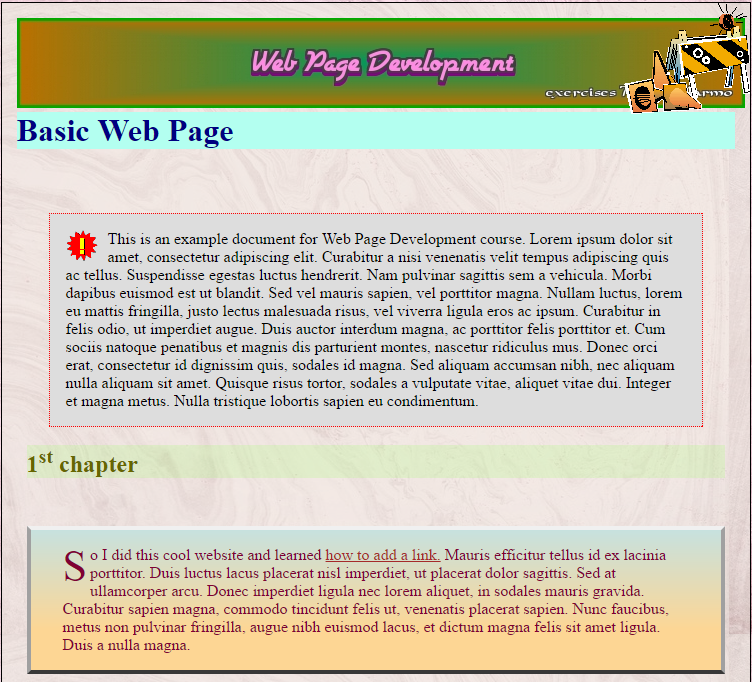 Web Page Development
exercises
Basic Web Page
This is an example document for Web Page Development course. Lorem ipsum dolor sit
amet, consectetur adipiscing elit. Curabitur a nisi venenatis velit tempus adipiscing quis
ac tellus. Suspendisse egestas luctus hendrerit. Nam pulvinar sagittis sem a vehicula. Morbi
dapibus euismod est ut blandit. Sed vel mauris sapien, vel porttitor magna. Nullam luctus, lorem
eu mattis fringilla, justo lectus malesuada risus, vel viverra ligula eros ac ipsum. Curabitur in
felis odio, ut imperdiet augue. Duis auctor interdum magna, ac porttitor felis porttitor et. Cum
sociis natoque penatibus et magnis dis parturient montes, nascetur ridiculus mus. Donec orci
erat, consectetur id dignissim quis, sodales id magna. Sed aliquam accumsan nibh, nec aliquam
nulla aliquam sit amet. Quisque risus tortor, sodales a vulputate vitae, aliquet vitae dui. Integer
et magna metus. Nulla tristique lobortis sapien eu condimentum.
1st chapter
So I did this cool website and learned how to add a link. Mauris efficitur tellus id ex lacinia
porttitor. Duis luctus lacus placerat nisl imperdiet, ut placerat dolor sagittis. Sed at
ullamcorper arcu. Donec imperdiet ligula nec lorem aliquet, in sodales mauris gravida.
Curabitur sapien magna, commodo tincidunt felis ut, venenatis placerat sapien. Nunc faucibus,
metus non pulvinar fringilla, augue nibh euismod lacus, et dictum magna felis sit amet ligula.
Duis a nulla magna.